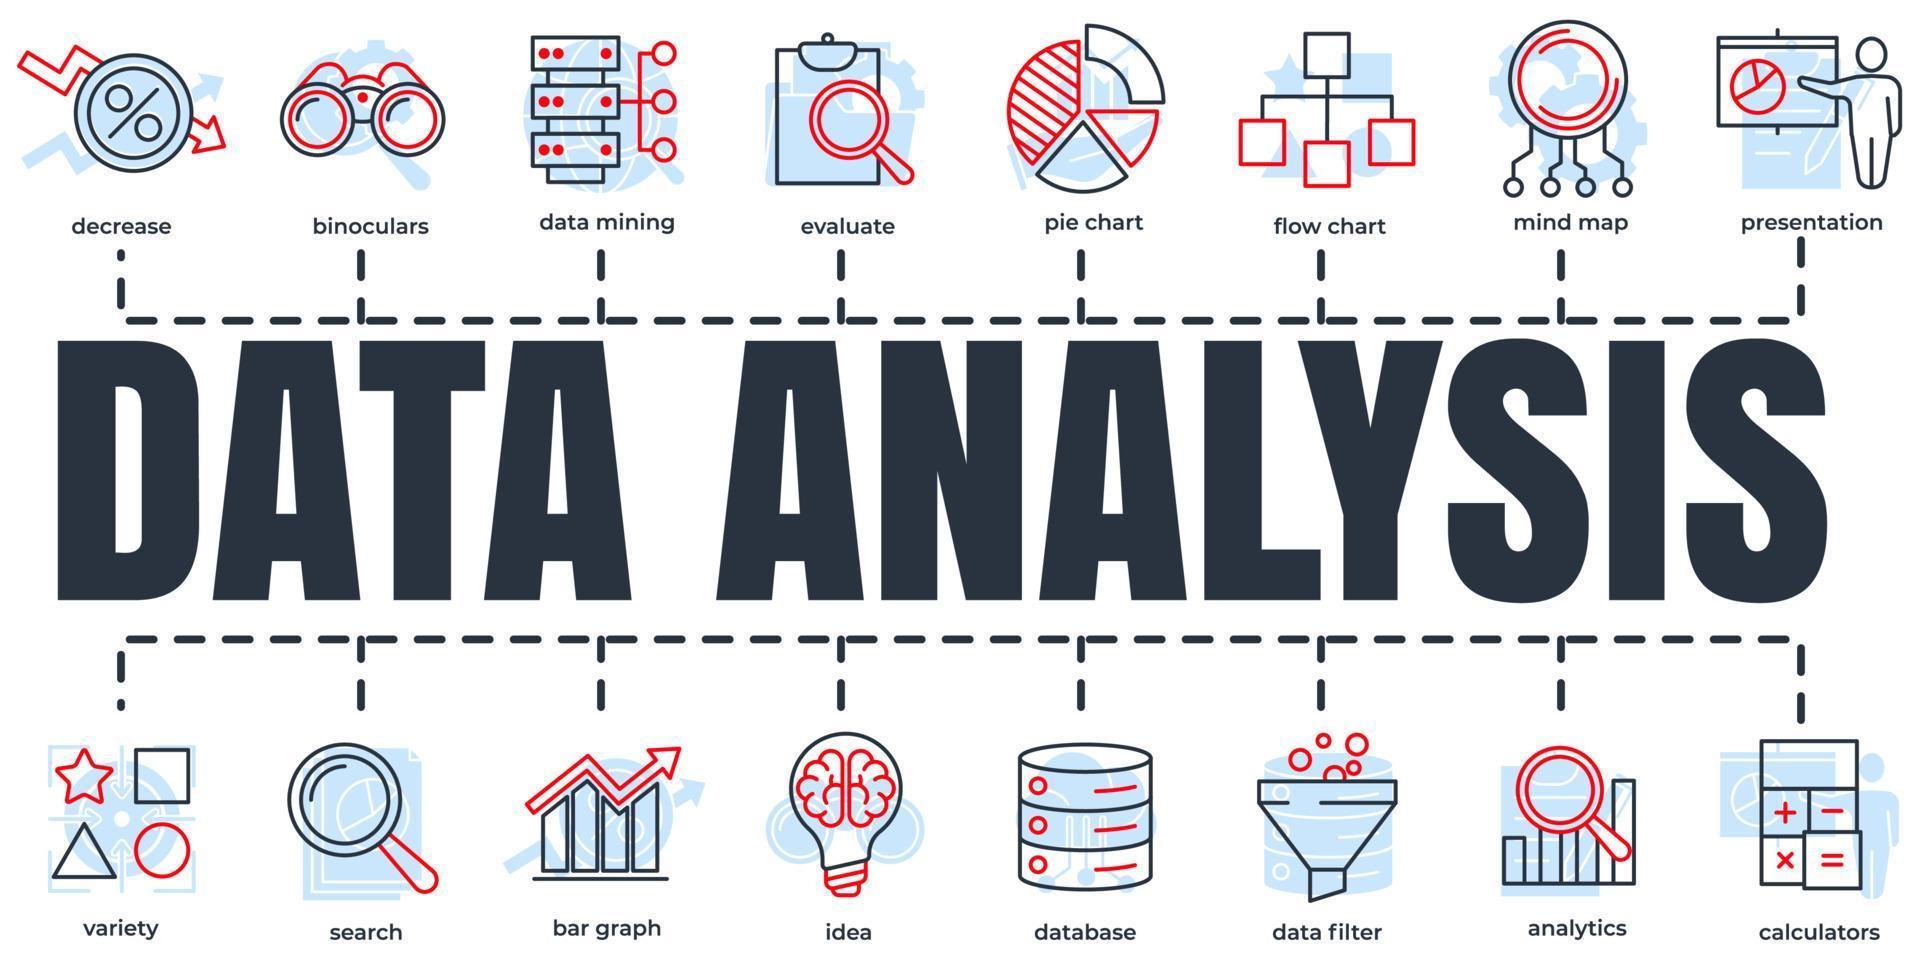 decrease binoculars data mining evaluate pie chart flow chart mind map presentation
DATA ANALYSIS
variety search bar graph idea database data filter analytics calculators